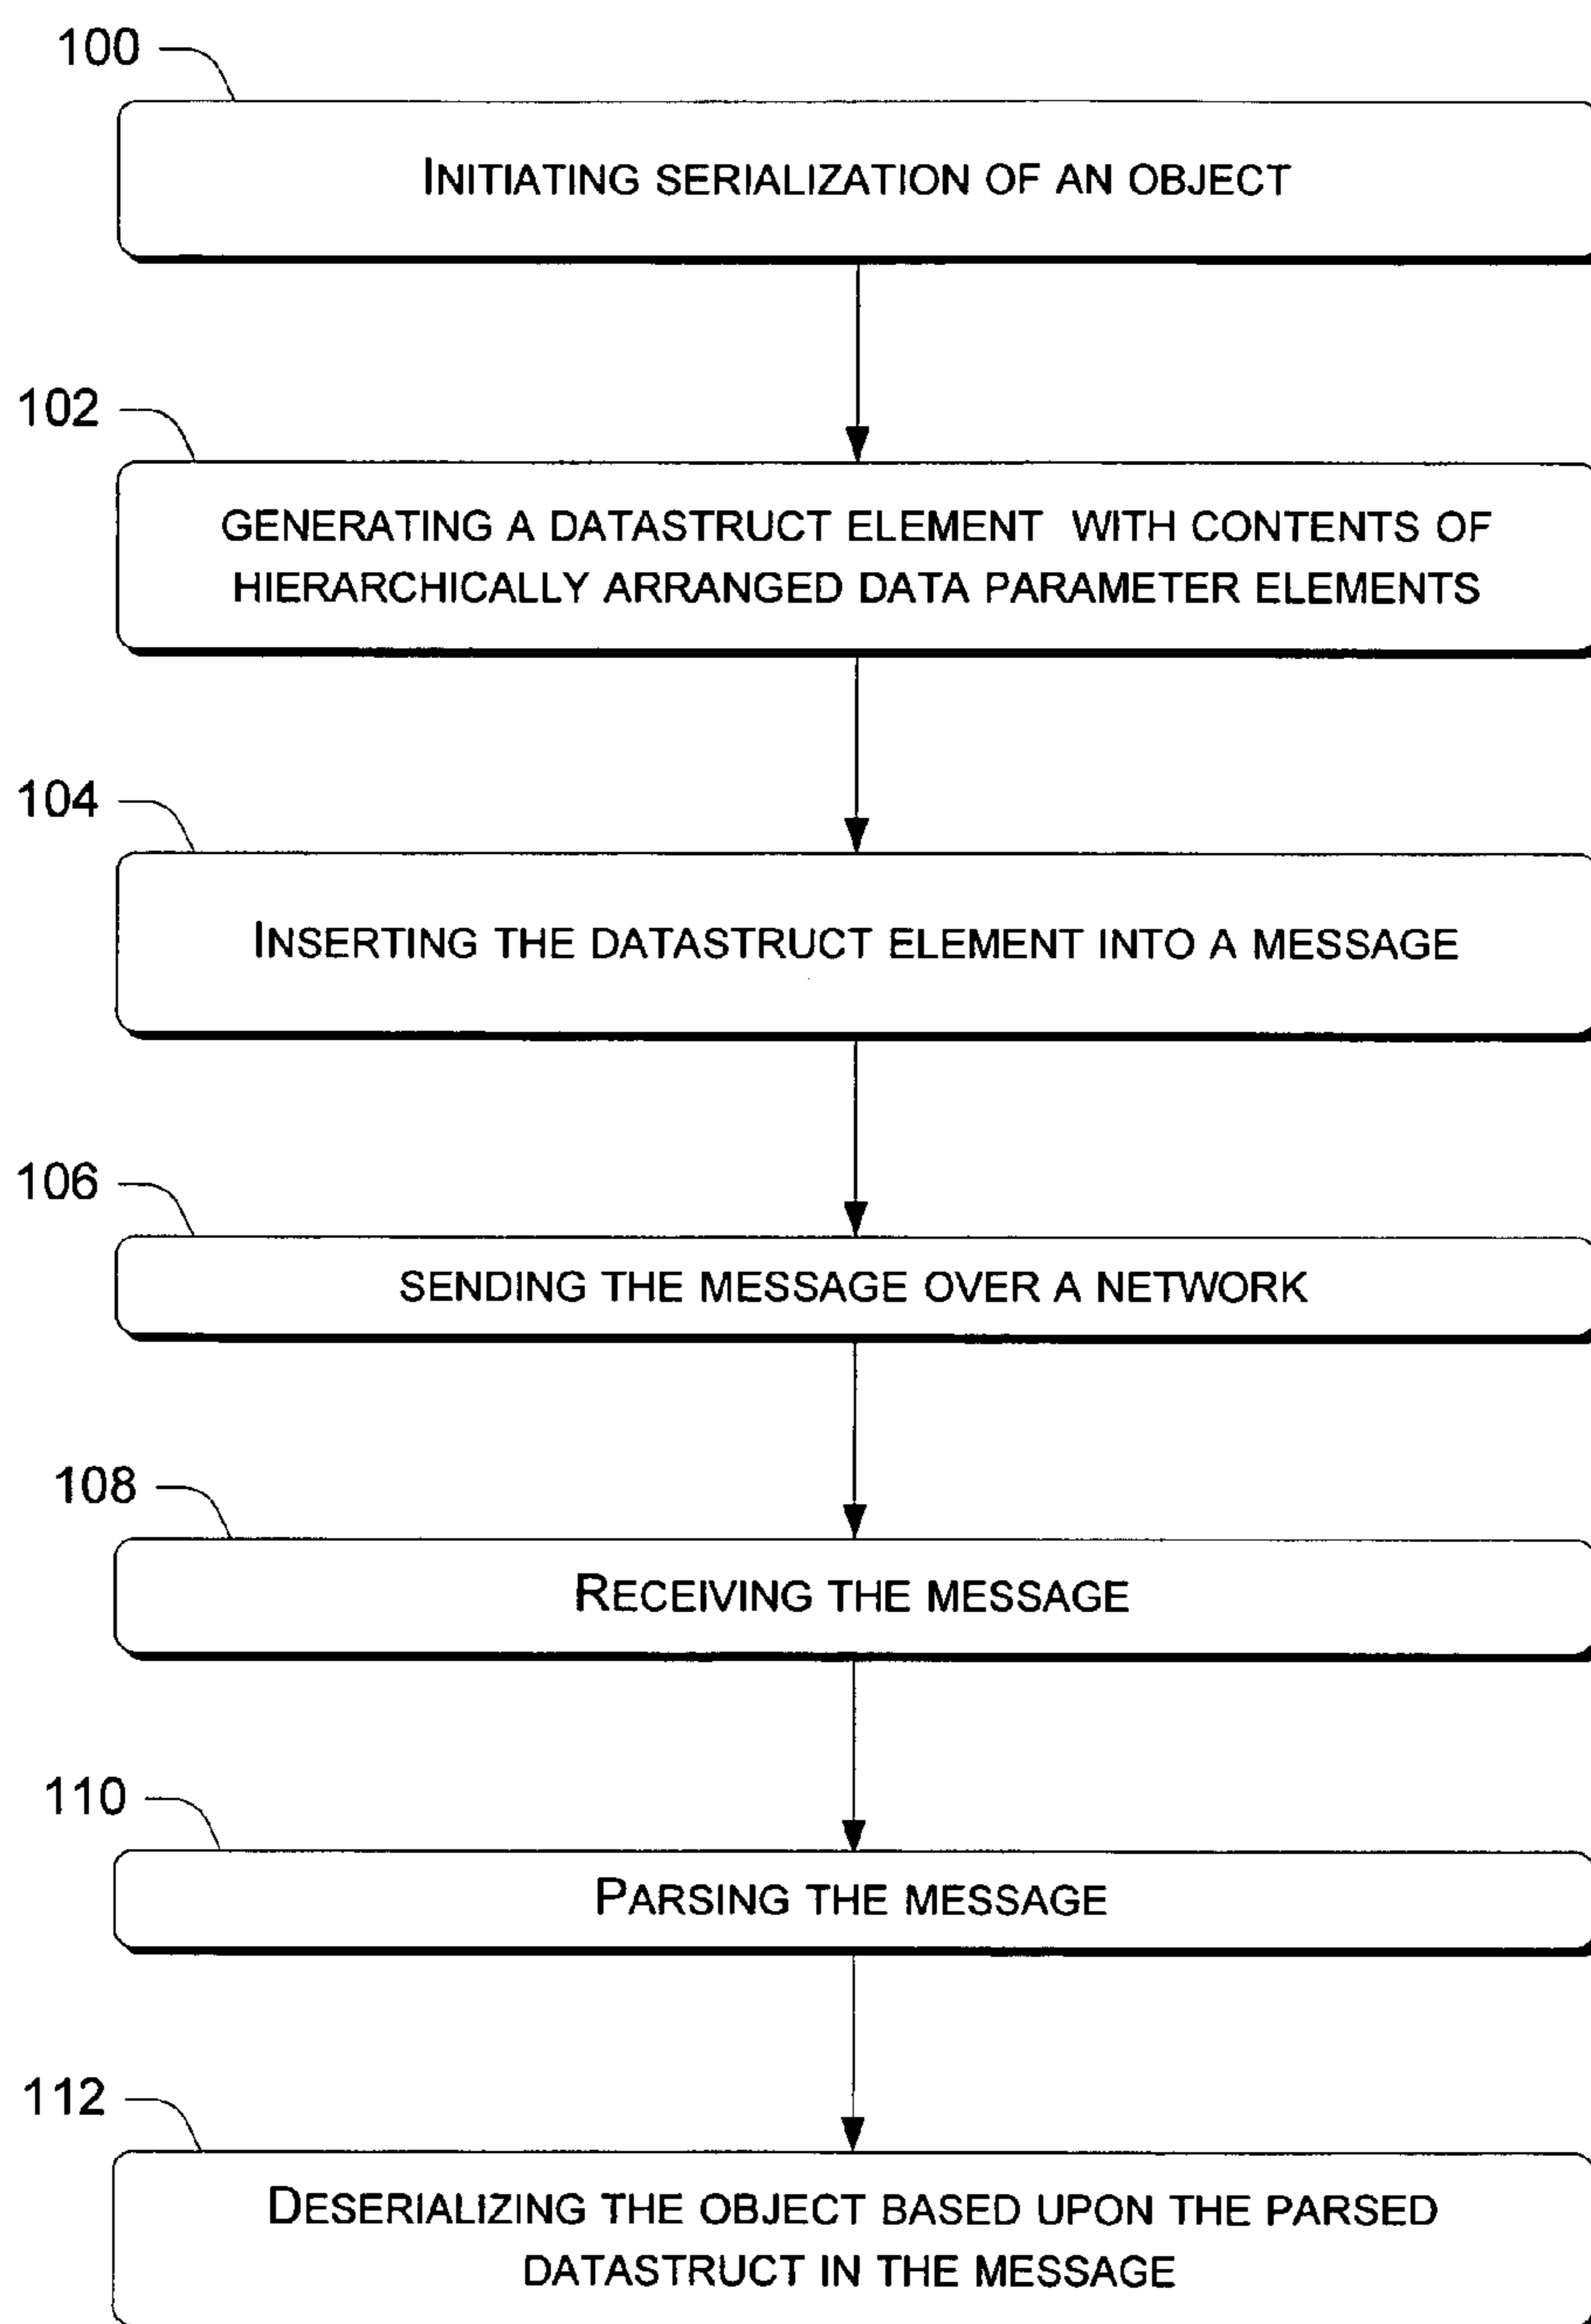 100
INITIATING SERIALIZATION OF AN OBJECT
102
GENERATING A DATASTRUCT ELEMENT WITH CONTENTS OF
HIERARCHICALLY ARRANGED DATA PARAMETER ELEMENTS
104
INSERTING THE DATASTRUCT ELEMENT INTO A MESSAGE
106
SENDING THE MESSAGE OVER A NETWORK
108
RECEIVING THE MESSAGE
110
PARSING THE MESSAGE
112
DESERIALIZING THE OBJECT BASED UPON THE PARSED
DATASTRUCT IN THE MESSAGE